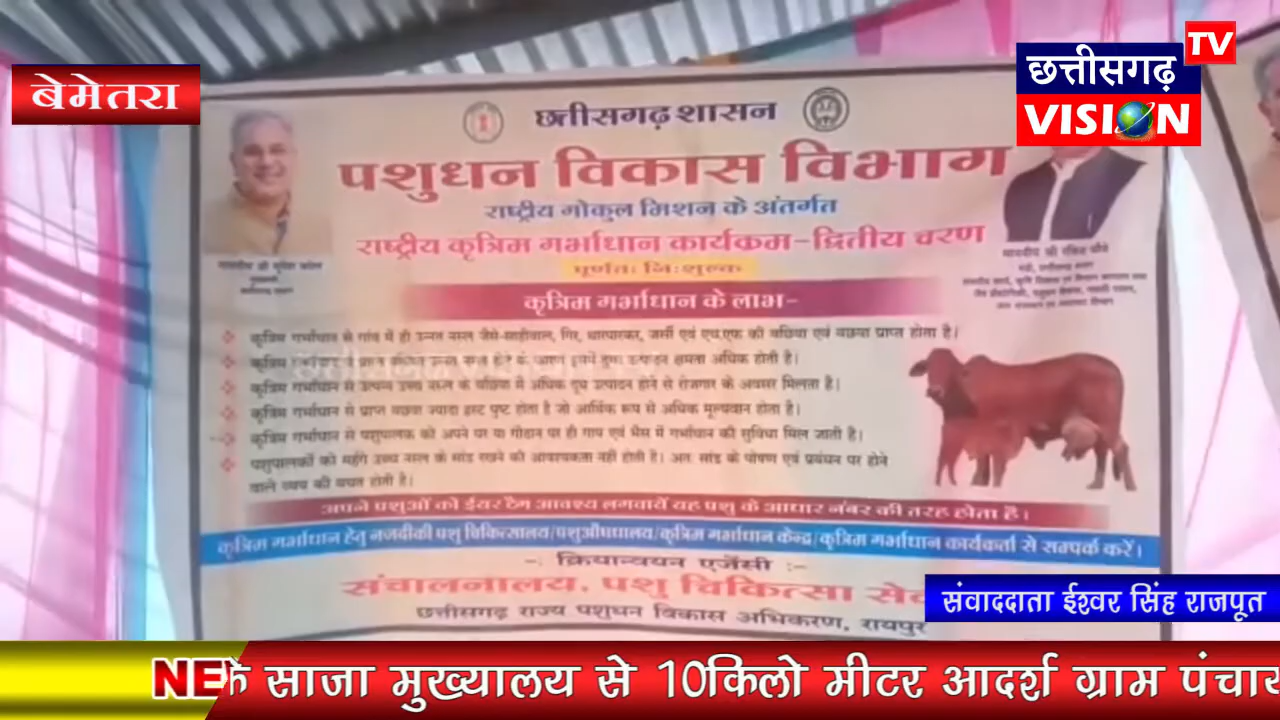 बेमेतरा
छत्तीसगढ़ TV
VISION
छत्तीसगढ़ शासन
पशुधन विकास विभाग
राष्ट्रीय गोकुल मिशन के अंतर्गत
राष्ट्रीय कृत्रिम गर्भाधान कार्यक्रम-द्वितीय चरण
पूर्णतः निःशुल्क
कृत्रिम गर्भाधान के लाभ-
कृत्रिम गर्भाधान से गांव में ही उन्नत नस्ल जैसे-साहीवाल, गिर, थारपारकर, जर्सी एवं एच.एफ की बछिया एवं बछवा प्राप्त होता है।
कृत्रिम गर्भाधान से उत्पन्न उच्च नस्ल के बछिया में अधिक दूध उत्पादन होने से रोजगार के अवसर मिलता है।
कृत्रिम गर्भाधान से प्राप्त बछवा ज्यादा हस्ट पुष्ट होता है जो आर्थिक रूप से अधिक मूल्यवान होता है।
कृत्रिम गर्भाधान से पशुपालक को अपने घर या गोठान पर ही गाय एवं भैंस में गर्भाधान की सुविधा मिल जाती है।
पशुपालकों को महंगे उच्च नस्ल के सांड रखने की आवश्यकता नहीं होती है। अतः सांड के पोषण एवं प्रबंधन पर होने
वाले व्यय की बचत होती है।
अपने पशुओं को ईयर टैग आवश्य लगवायें यह पशु के आधार नंबर की तरह होता है।
कृत्रिम गर्भाधान हेतु नजदीकी पशु चिकित्सालय/पशुऔषधालय/कृत्रिम गर्भाधान केन्द्र/कृत्रिम गर्भाधान कार्यकर्ता से सम्पर्क करें।
-: क्रियान्वयन एजेंसी :-
संचालनालय, पशु चिकित्सा
छत्तीसगढ़ राज्य पशुधन विकास अभिकरण, रायपुर
संवाददाता ईश्वर सिंह राजपूत
NE के साजा मुख्यालय से 10किलो मीटर आदर्श ग्राम पंचाय